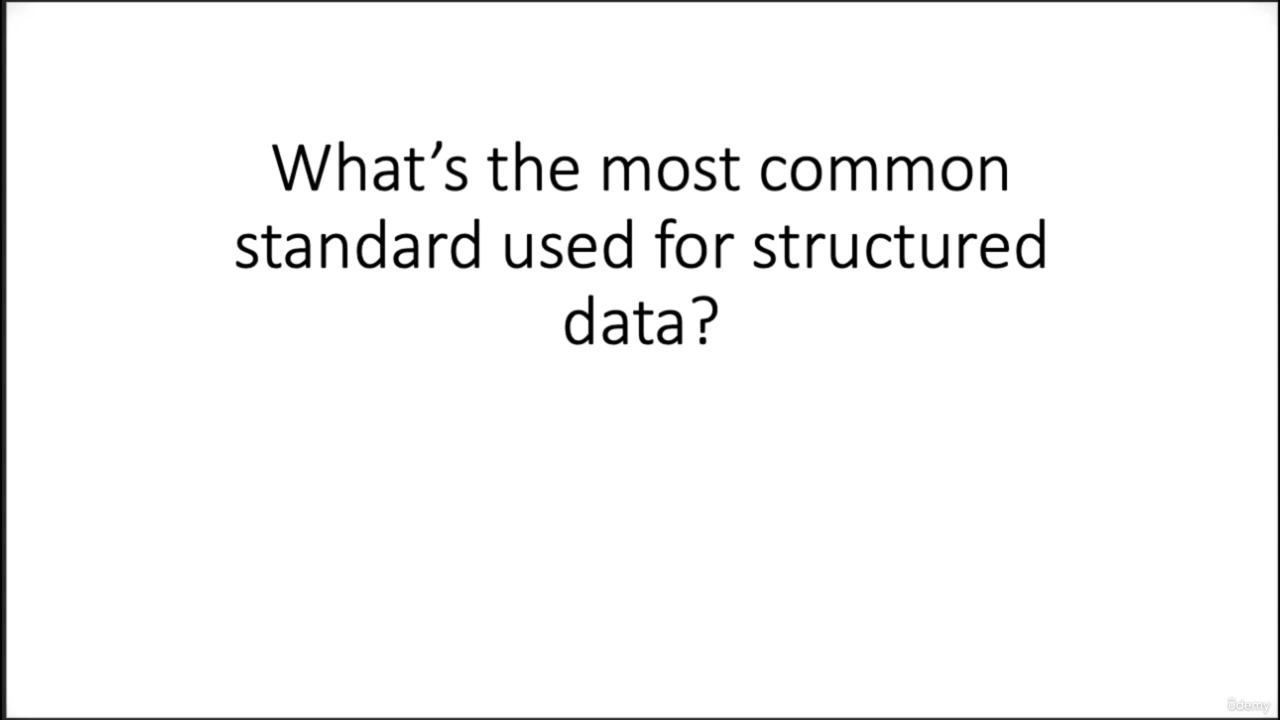 What’s the most common
standard used for structured
data?
Udemy